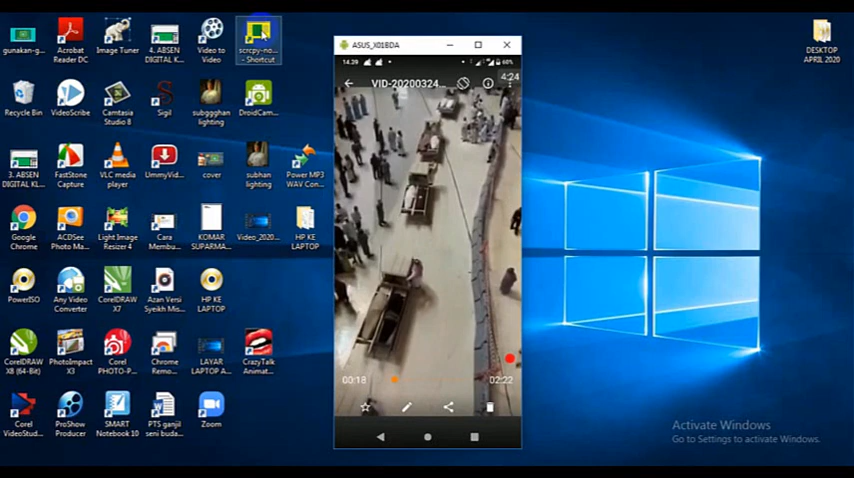 gunakan-g...
Acrobat
Reader DC
Image Tuner
4. ABSEN
DIGITAL K...
Video to
Video
scrcpy-no...
- Shortcut
Recycle Bin
VideoScribe
Camtasia
Studio 8
Sigil
subggghan
lighting
DroidCam...
3. ABSEN
DIGITAL KL...
FastStone
Capture
VLC media
player
UmmyVid...
cover
subhan
lighting
Power MP3
WAV Con...
Google
Chrome
ACDSee
Photo Ma...
Light Image
Resizer 4
Cara
Membu...
KOMAR
SUPARMA...
Video_2020...
HP KE
LAPTOP
PowerISO
Any Video
Converter
CorelDRAW
X7
Azan Versi
Syeikh Mis...
HP KE
LAPTOP
CorelDRAW
X8 (64-Bit)
PhotoImpact
X3
Corel
PHOTO-P...
Chrome
Remo...
LAYAR
LAPTOP A...
CrazyTalk
Animat...
Corel
VideoStud...
ProShow
Producer
SMART
Notebook 10
PTS ganjil
seni buda...
Zoom
ASUS_X01BDA
14.39
60%
4:24
VID-20200324...
00:18
02:22
DESKTOP
APRIL 2020
Activate Windows
Go to Settings to activate Windows.